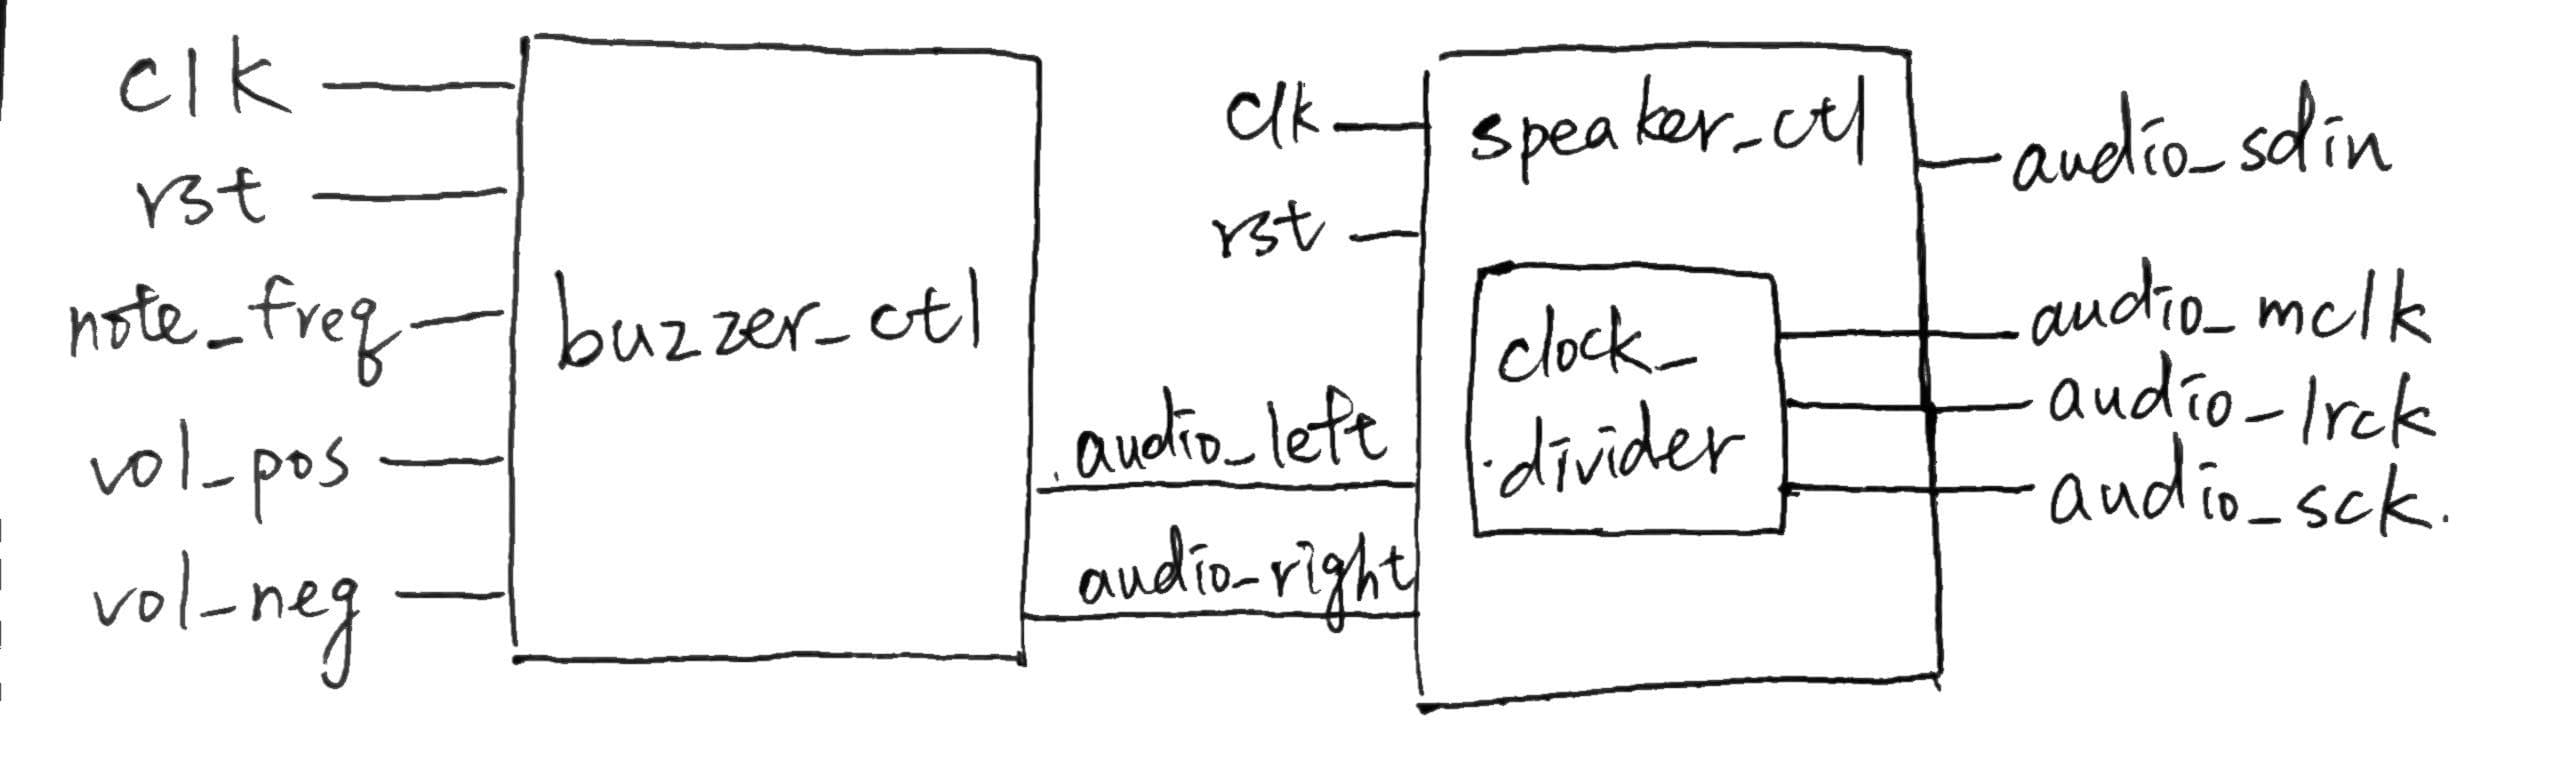 clk
rst
note_freq
vol_pos
vol_neg
buzzer_ctl
audio_left
audio_right
clk
rst
speaker_ctl
clock_
divider
audio_sdin
audio_mclk
audio_lrck
audio_sck.